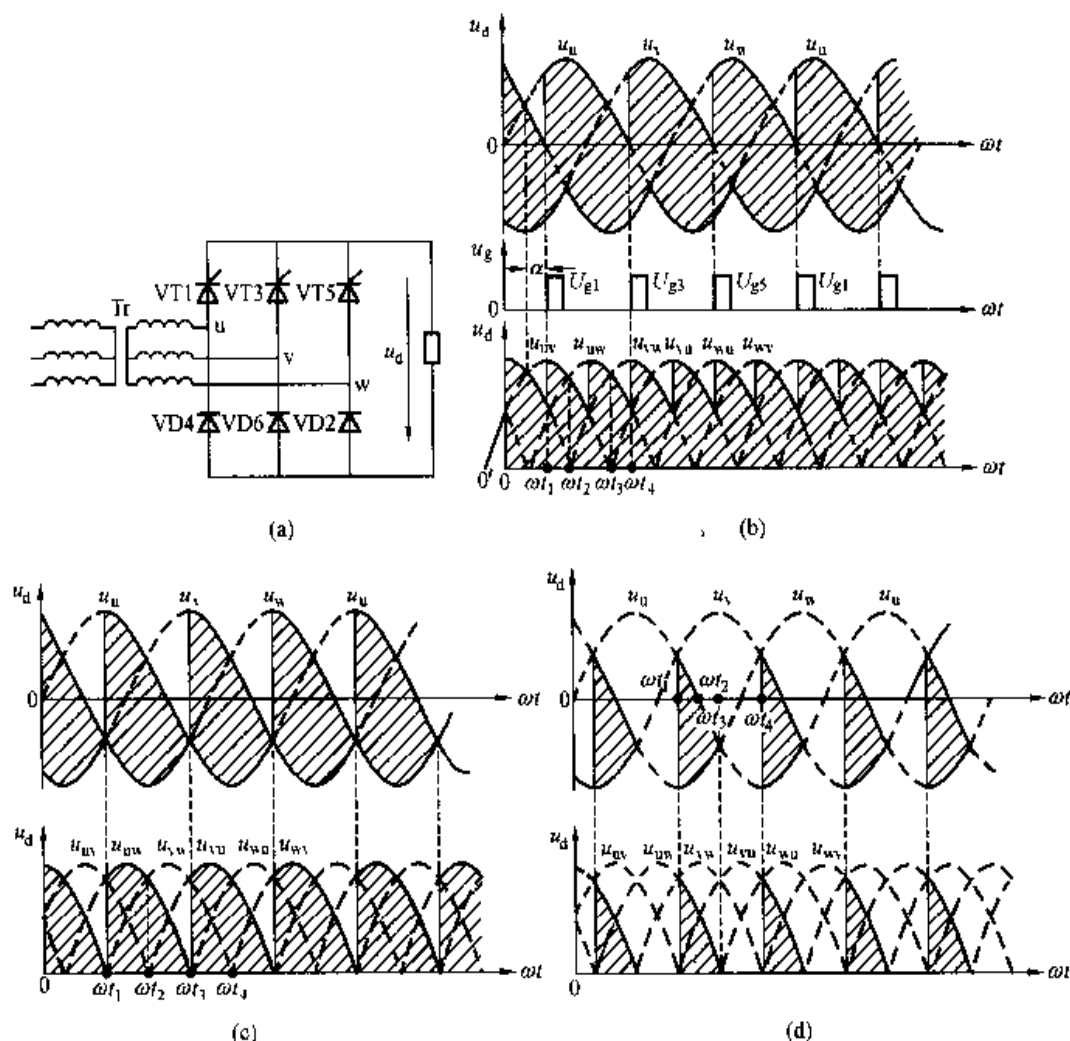 Tr
VT1
VT3
VT5
u
v
w
u_d
VD4
VD6
VD2
(a)
u_d
u_u
u_v
u_w
u_u
0
ωt
u_g
α
U_g1
U_g3
U_g5
U_g1
0
ωt
u_d
u_uv
u_uw
u_vw
u_vu
u_wu
u_wv
0′
0
ωt_1
ωt_2
ωt_3
ωt_4
ωt
(b)
u_d
u_u
u_v
u_w
u_u
0
ωt
u_d
u_uv
u_uw
u_vw
u_vu
u_wu
u_wv
0
ωt_1
ωt_2
ωt_3
ωt_4
ωt
(c)
u_d
u_u
u_v
u_w
u_u
0
ωt_2
ωt_3
ωt_4
ωt
u_d
u_uv
u_uw
u_vw
u_vu
u_wu
u_wv
0
ωt
(d)